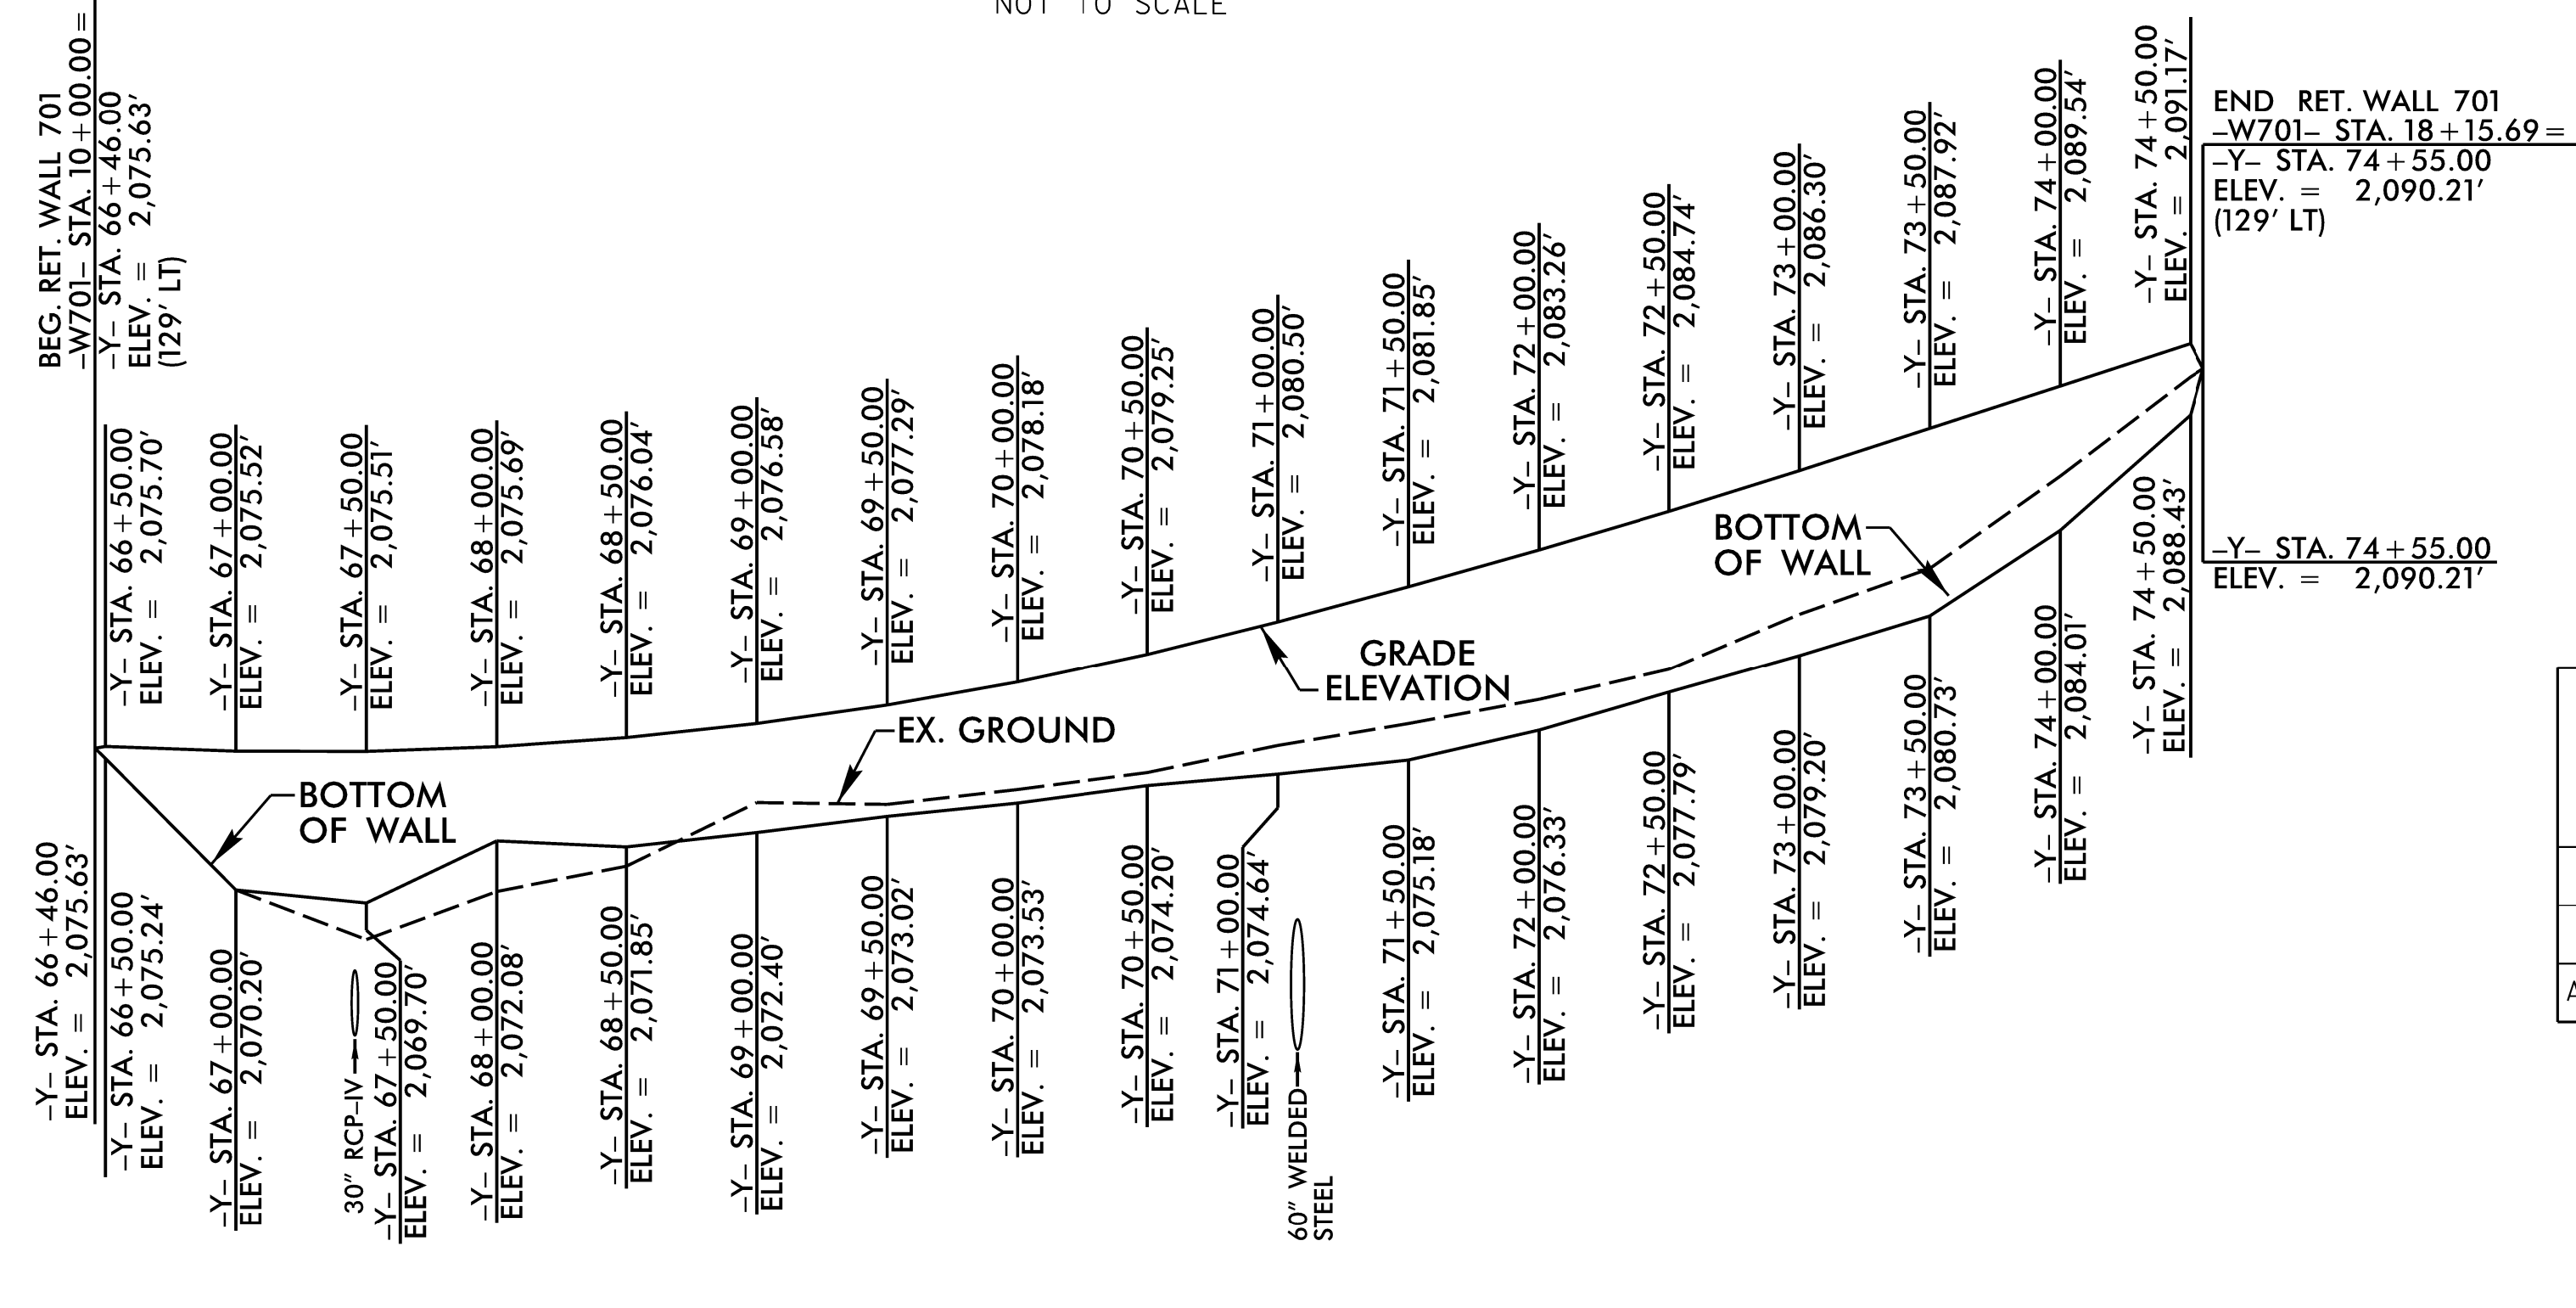 NOT TO SCALE
BEG. RET. WALL 701
–W701– STA. 10+00.00=
–Y– STA. 66+46.00
ELEV. = 2,075.63′
(129′ LT)
–Y– STA. 66+50.00
ELEV. = 2,075.70′
–Y– STA. 67+00.00
ELEV. = 2,075.52′
–Y– STA. 67+50.00
ELEV. = 2,075.51′
–Y– STA. 68+00.00
ELEV. = 2,075.69′
–Y– STA. 68+50.00
ELEV. = 2,076.04′
–Y– STA. 69+00.00
ELEV. = 2,076.58′
–Y– STA. 69+50.00
ELEV. = 2,077.29′
–Y– STA. 70+00.00
ELEV. = 2,078.18′
–Y– STA. 70+50.00
ELEV. = 2,079.25′
–Y– STA. 71+00.00
ELEV. = 2,080.50′
–Y– STA. 71+50.00
ELEV. = 2,081.85′
–Y– STA. 72+00.00
ELEV. = 2,083.26′
–Y– STA. 72+50.00
ELEV. = 2,084.74′
–Y– STA. 73+00.00
ELEV. = 2,086.30′
–Y– STA. 73+50.00
ELEV. = 2,087.92′
–Y– STA. 74+00.00
ELEV. = 2,089.54′
–Y– STA. 74+50.00
ELEV. = 2,091.17′
END RET. WALL 701
–W701– STA. 18+15.69=
–Y– STA. 74+55.00
ELEV. = 2,090.21′
(129′ LT)
BOTTOM
OF WALL
GRADE
ELEVATION
EX. GROUND
BOTTOM
OF WALL
–Y– STA. 66+46.00
ELEV. = 2,075.63′
–Y– STA. 66+50.00
ELEV. = 2,075.24′
–Y– STA. 67+00.00
ELEV. = 2,070.20′
30″ RCP–IV
–Y– STA. 67+50.00
ELEV. = 2,069.70′
–Y– STA. 68+00.00
ELEV. = 2,072.08′
–Y– STA. 68+50.00
ELEV. = 2,071.85′
–Y– STA. 69+00.00
ELEV. = 2,072.40′
–Y– STA. 69+50.00
ELEV. = 2,073.02′
–Y– STA. 70+00.00
ELEV. = 2,073.53′
–Y– STA. 70+50.00
ELEV. = 2,074.20′
–Y– STA. 71+00.00
ELEV. = 2,074.64′
60″ WELDED
STEEL
–Y– STA. 71+50.00
ELEV. = 2,075.18′
–Y– STA. 72+00.00
ELEV. = 2,076.33′
–Y– STA. 72+50.00
ELEV. = 2,077.79′
–Y– STA. 73+00.00
ELEV. = 2,079.20′
–Y– STA. 73+50.00
ELEV. = 2,080.73′
–Y– STA. 74+00.00
ELEV. = 2,084.01′
–Y– STA. 74+50.00
ELEV. = 2,088.43′
–Y– STA. 74+55.00
ELEV. = 2,090.21′